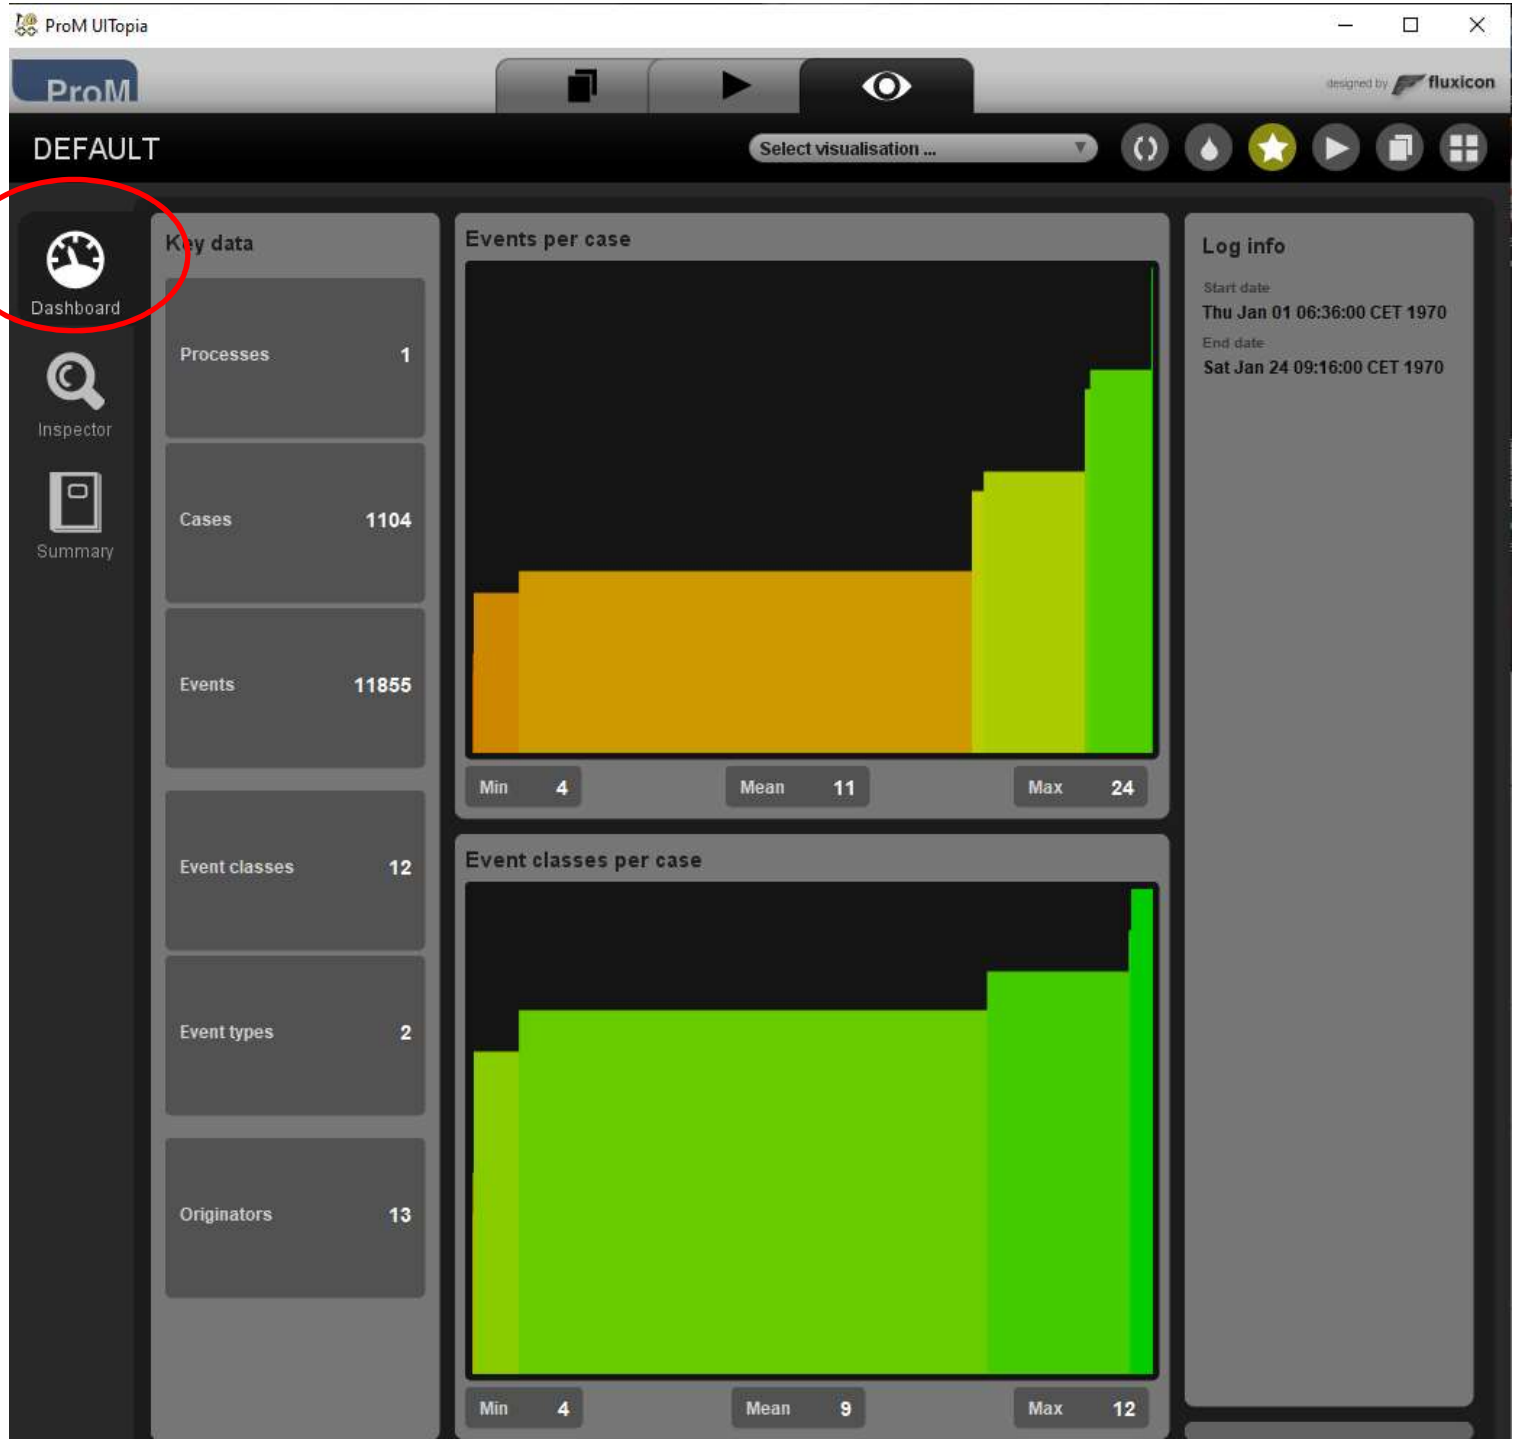 ProM UITopia
ProM
designed by fluxicon
DEFAULT
Select visualisation ...
Dashboard
Inspector
Summary
Key data
Processes 1
Cases 1104
Events 11855
Event classes 12
Event types 2
Originators 13
Events per case
Min 4 Mean 11 Max 24
Event classes per case
Min 4 Mean 9 Max 12
Log info
Start date
Thu Jan 01 06:36:00 CET 1970
End date
Sat Jan 24 09:16:00 CET 1970